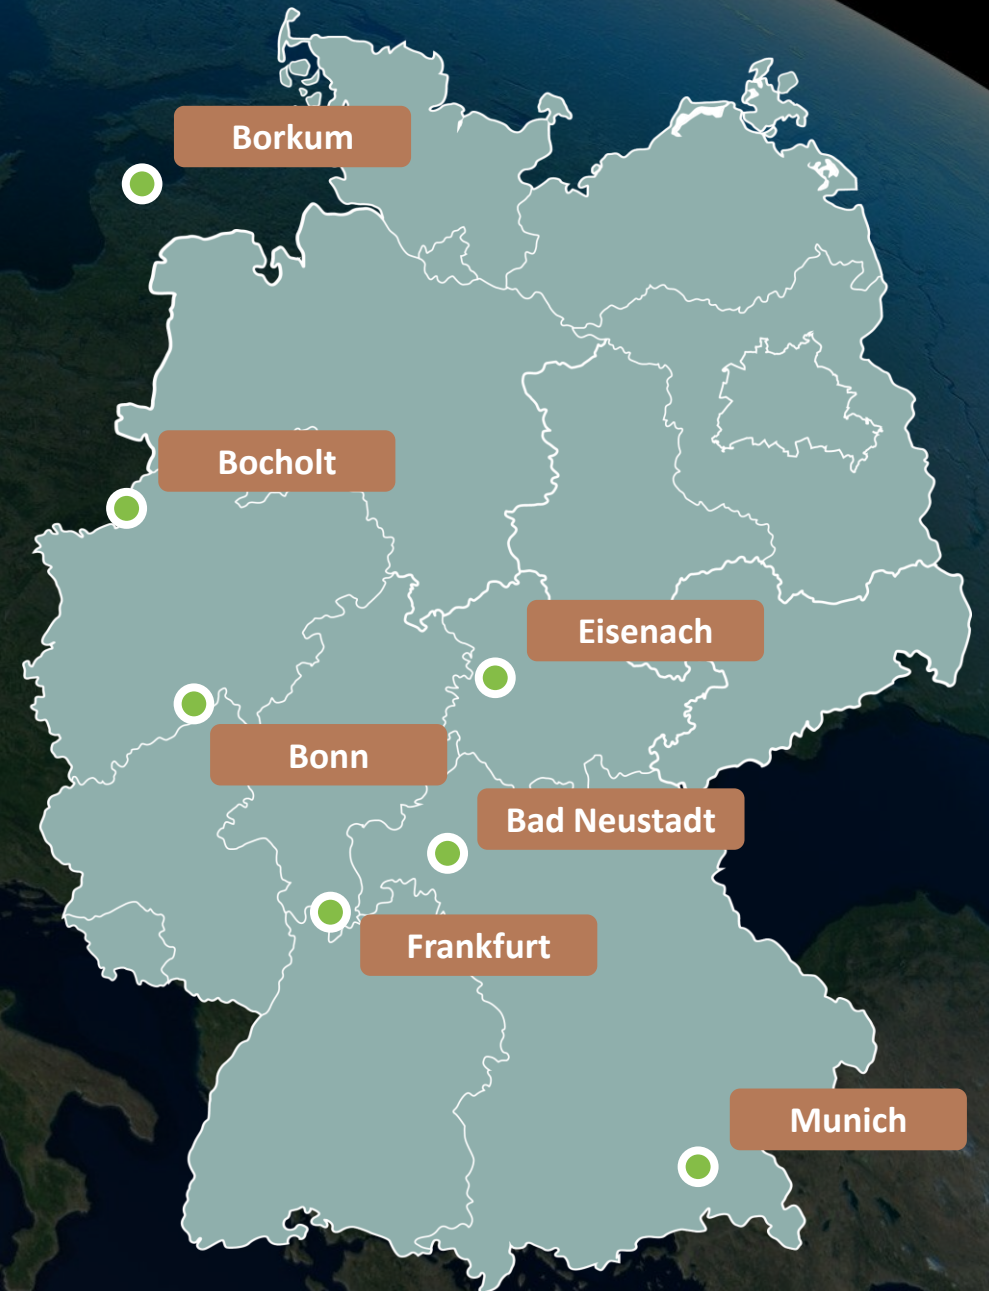 Borkum
Bocholt
Eisenach
Bonn
Bad Neustadt
Frankfurt
Munich